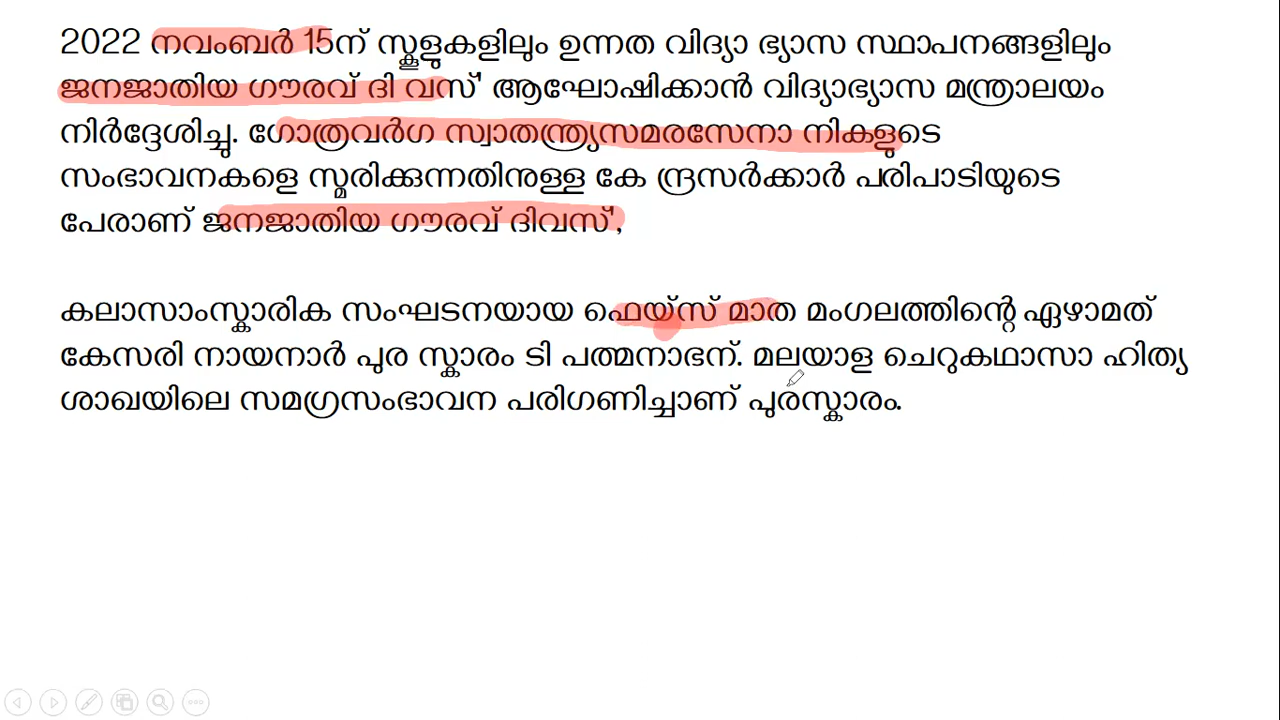 2022 നവംബർ 15ന് സ്കൂളുകളിലും ഉന്നത വിദ്യാ ഭ്യാസ സ്ഥാപനങ്ങളിലും
ജനജാതിയ ഗൗരവ് ദി വസ്' ആഘോഷിക്കാൻ വിദ്യാഭ്യാസ മന്ത്രാലയം
നിർദ്ദേശിച്ചു. ഗോത്രവർഗ സ്വാതന്ത്ര്യസമരസേനാ നികളുടെ
സംഭാവനകളെ സ്മരിക്കുന്നതിനുള്ള കേ ന്ദ്രസർക്കാർ പരിപാടിയുടെ
പേരാണ് ജനജാതിയ ഗൗരവ് ദിവസ്',
കലാസാംസ്കാരിക സംഘടനയായ ഫെയ്സ് മാത മംഗലത്തിന്റെ ഏഴാമത്
കേസരി നായനാർ പുര സ്കാരം ടി പത്മനാഭന്. മലയാള ചെറുകഥാസാ ഹിത്യ
ശാഖയിലെ സമഗ്രസംഭാവന പരിഗണിച്ചാണ് പുരസ്കാരം.